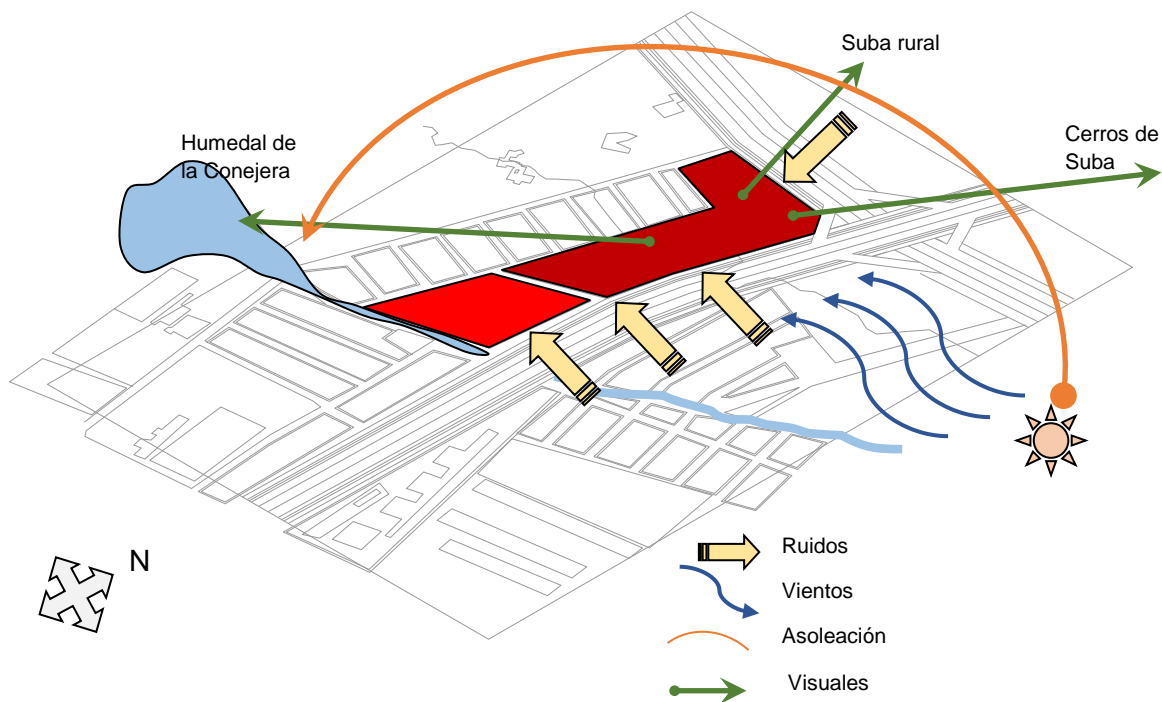 Suba rural
Cerros de
Suba
Humedal de
la Conejera
N
Ruidos
Vientos
Asoleación
Visuales